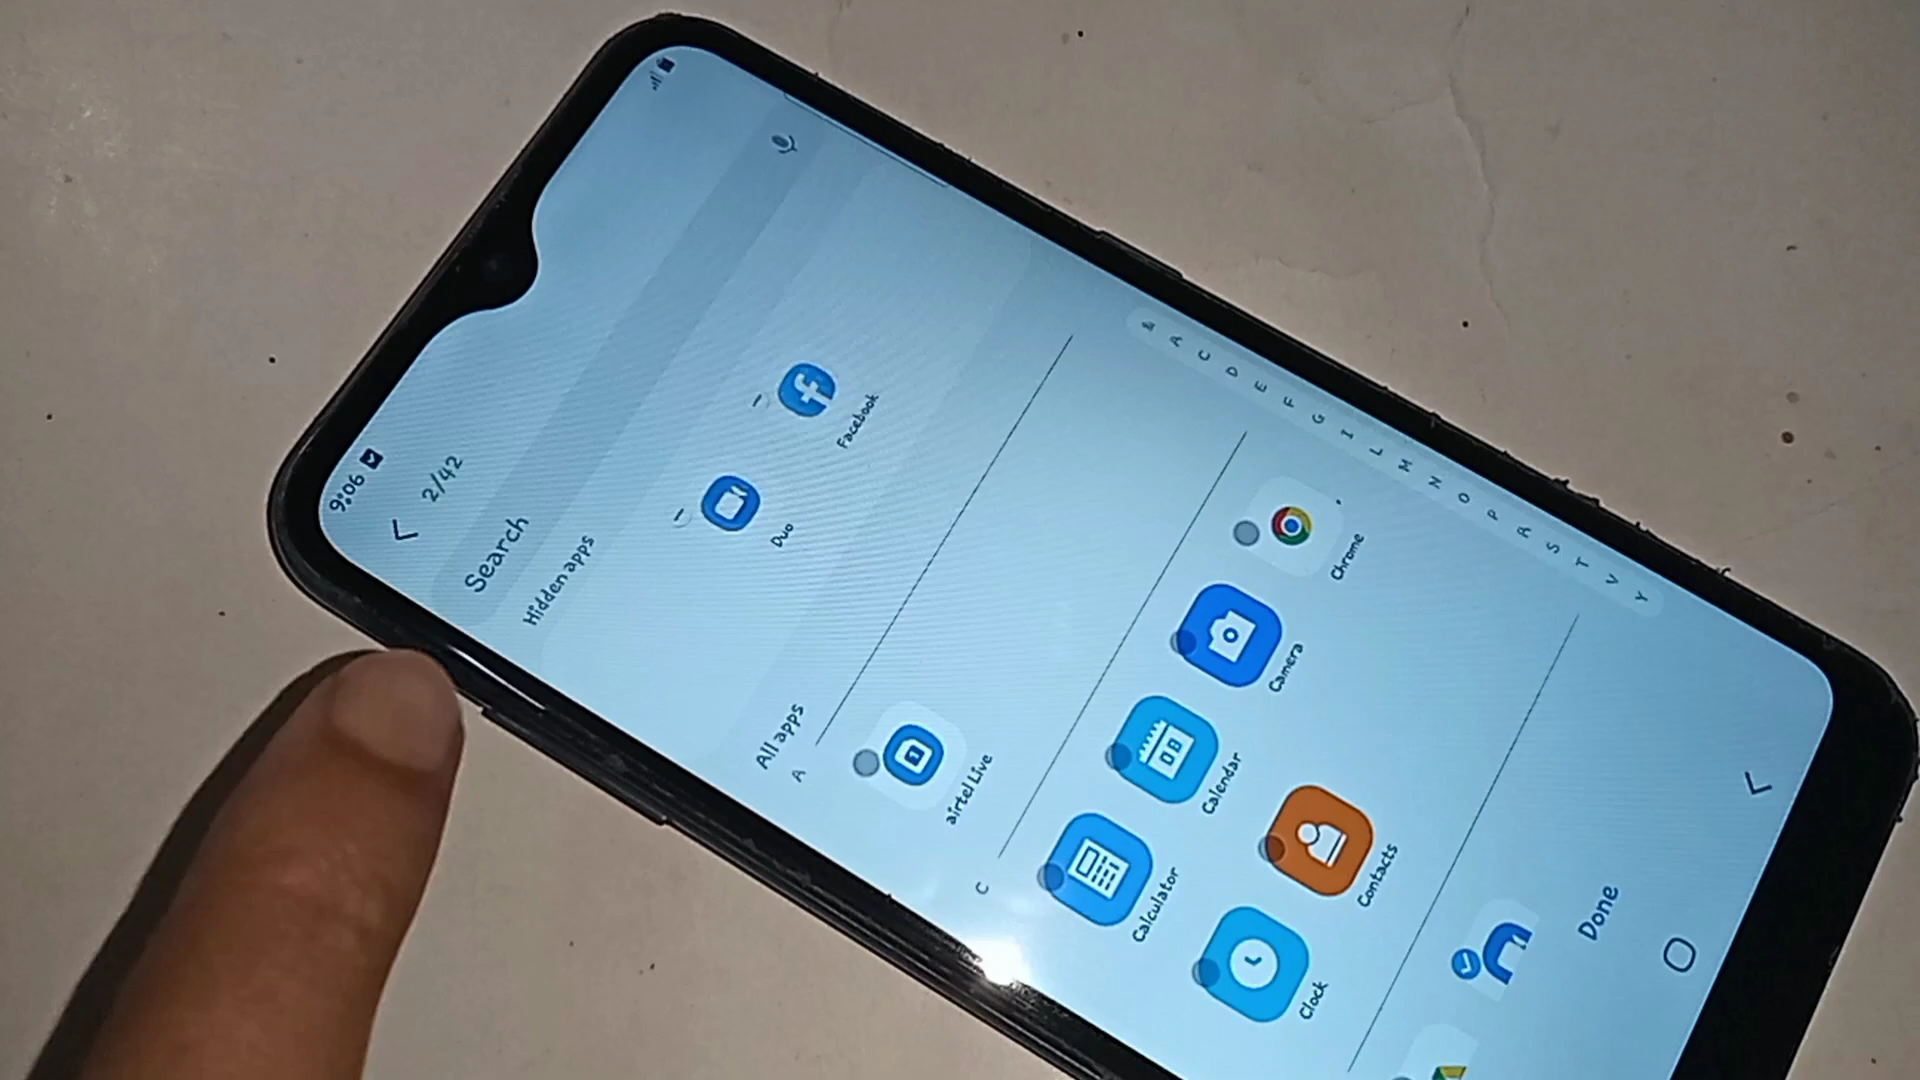 9:06
2/42
Search
Hidden apps
Duo
Facebook
All apps
A
airtel Live
C
Calculator
Calendar
Camera
Chrome
Clock
Contacts
&
A
C
D
E
F
G
I
L
M
N
O
P
R
S
T
V
Y
Done